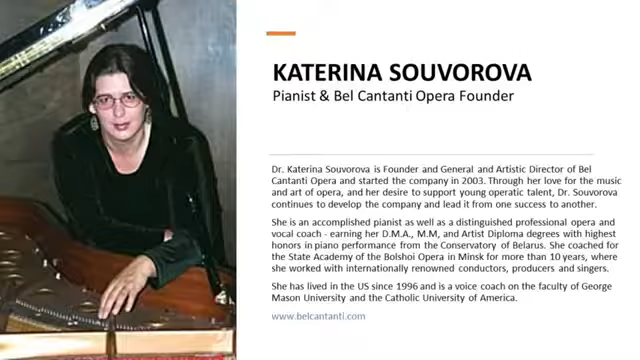 KATERINA SOUVOROVA
Pianist & Bel Cantanti Opera Founder
Dr. Katerina Souvorova is Founder and General and Artistic Director of Bel
Cantanti Opera and started the company in 2003. Through her love for the music
and art of opera, and her desire to support young operatic talent, Dr. Souvorova
continues to develop the company and lead it from one success to another.
She is an accomplished pianist as well as a distinguished professional opera and
vocal coach - earning her D.M.A., M.M, and Artist Diploma degrees with highest
honors in piano performance from the Conservatory of Belarus. She coached for
the State Academy of the Bolshoi Opera in Minsk for more than 10 years, where
she worked with internationally renowned conductors, producers and singers.
She has lived in the US since 1996 and is a voice coach on the faculty of George
Mason University and the Catholic University of America.
www.belcantanti.com